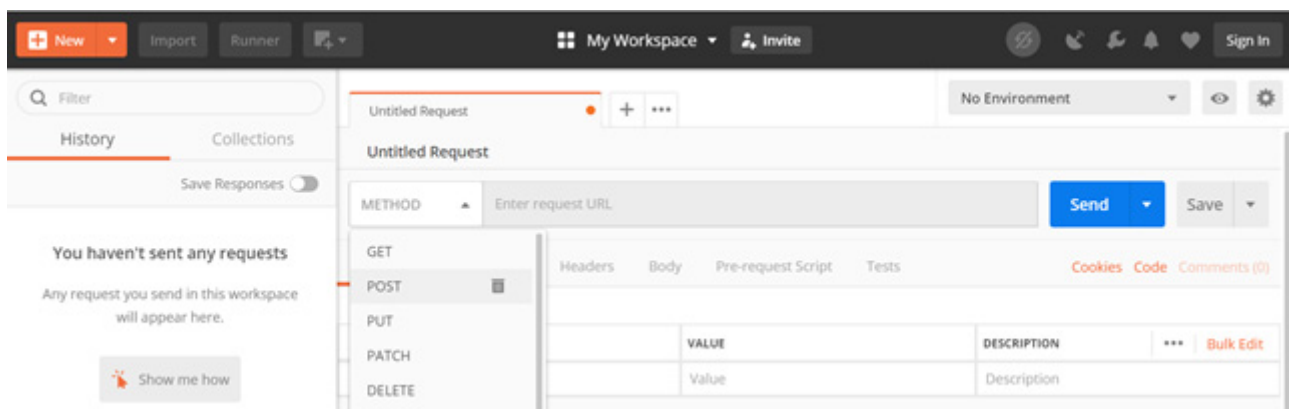 New Import Runner My Workspace Invite Sign In
Filter
History Collections
Save Responses
You haven't sent any requests
Any request you send in this workspace
will appear here.
Show me how
Untitled Request
No Environment
Untitled Request
METHOD Enter request URL Send Save
GET
POST
PUT
PATCH
DELETE
Headers Body Pre-request Script Tests Cookies Code Comments (0)
VALUE DESCRIPTION Bulk Edit
Value Description